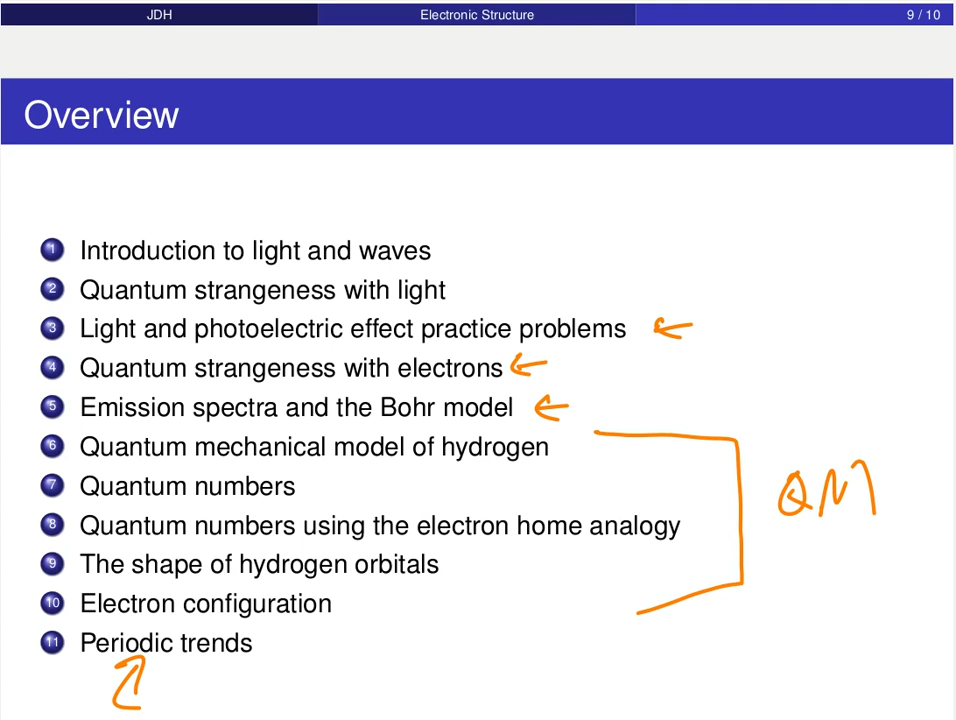 JDH Electronic Structure 9 / 10
Overview
1 Introduction to light and waves
2 Quantum strangeness with light
3 Light and photoelectric effect practice problems
4 Quantum strangeness with electrons
5 Emission spectra and the Bohr model
6 Quantum mechanical model of hydrogen
7 Quantum numbers
QM
8 Quantum numbers using the electron home analogy
9 The shape of hydrogen orbitals
10 Electron configuration
11 Periodic trends